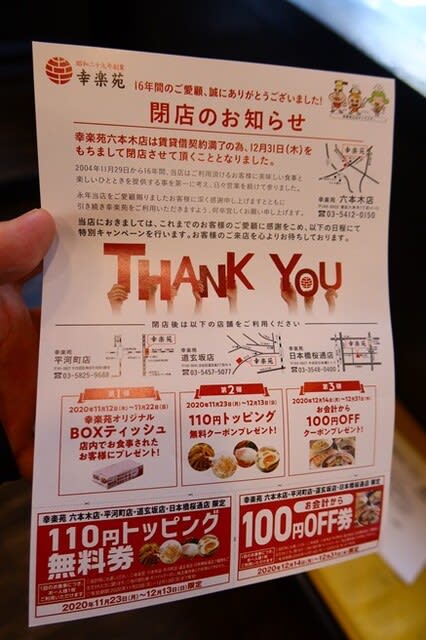 昭和二十九年創業
幸楽苑
16年間のご愛顧、誠にありがとうございました!
閉店のお知らせ
幸楽苑六本木店は賃貸借契約満了の為、12月31日(木)を
もちまして閉店させて頂くこととなりました。
2004年11月29日から16年間、当店はご利用頂けるお客様に美味しい食事と
楽しいひとときを提供する事を第一に考え、日々営業を続けて参りました。
永年当店をご愛顧賜りましたお客様に深く感謝申し上げますとともに
引き続き幸楽苑をご利用いただきますよう、何卒宜しくお願い申し上げます。
幸楽苑 六本木店
03-5412-0150
当店におきましては、これまでのお客様のご愛顧に感謝をこめ、以下の日程にて
特別キャンペーンを行います。お客様のご来店を心よりお待ちしております。
THANK YOU
閉店後は以下の店舗をご利用ください
幸楽苑
平河町店
03-5825-9688
幸楽苑
幸楽苑
道玄坂店
03-5457-5077
幸楽苑
日本橋桜通店
03-3548-0400
第1弾
2020年11月12日(木)~11月22日(日)
幸楽苑オリジナル
BOXティッシュ
店内でお食事された
お客様にプレゼント!
第2弾
2020年11月23日(月)~12月13日(日)
110円トッピング
無料クーポンプレゼント!
第3弾
2020年12月14日(月)~12月31日(木)
お会計から
100円OFF
クーポンプレゼント!
幸楽苑 六本木店・平河町店・道玄坂店・日本橋桜通店 限定
110円トッピング
無料券
1回のお食事につき
お一人様1枚
ご利用いただけます
2020年11月23日(月)~12月13日(日)限定
幸楽苑 六本木店・平河町店・道玄坂店・日本橋桜通店 限定
お会計から
100円OFF券
2020年12月14日(月)~12月31日(木)限定